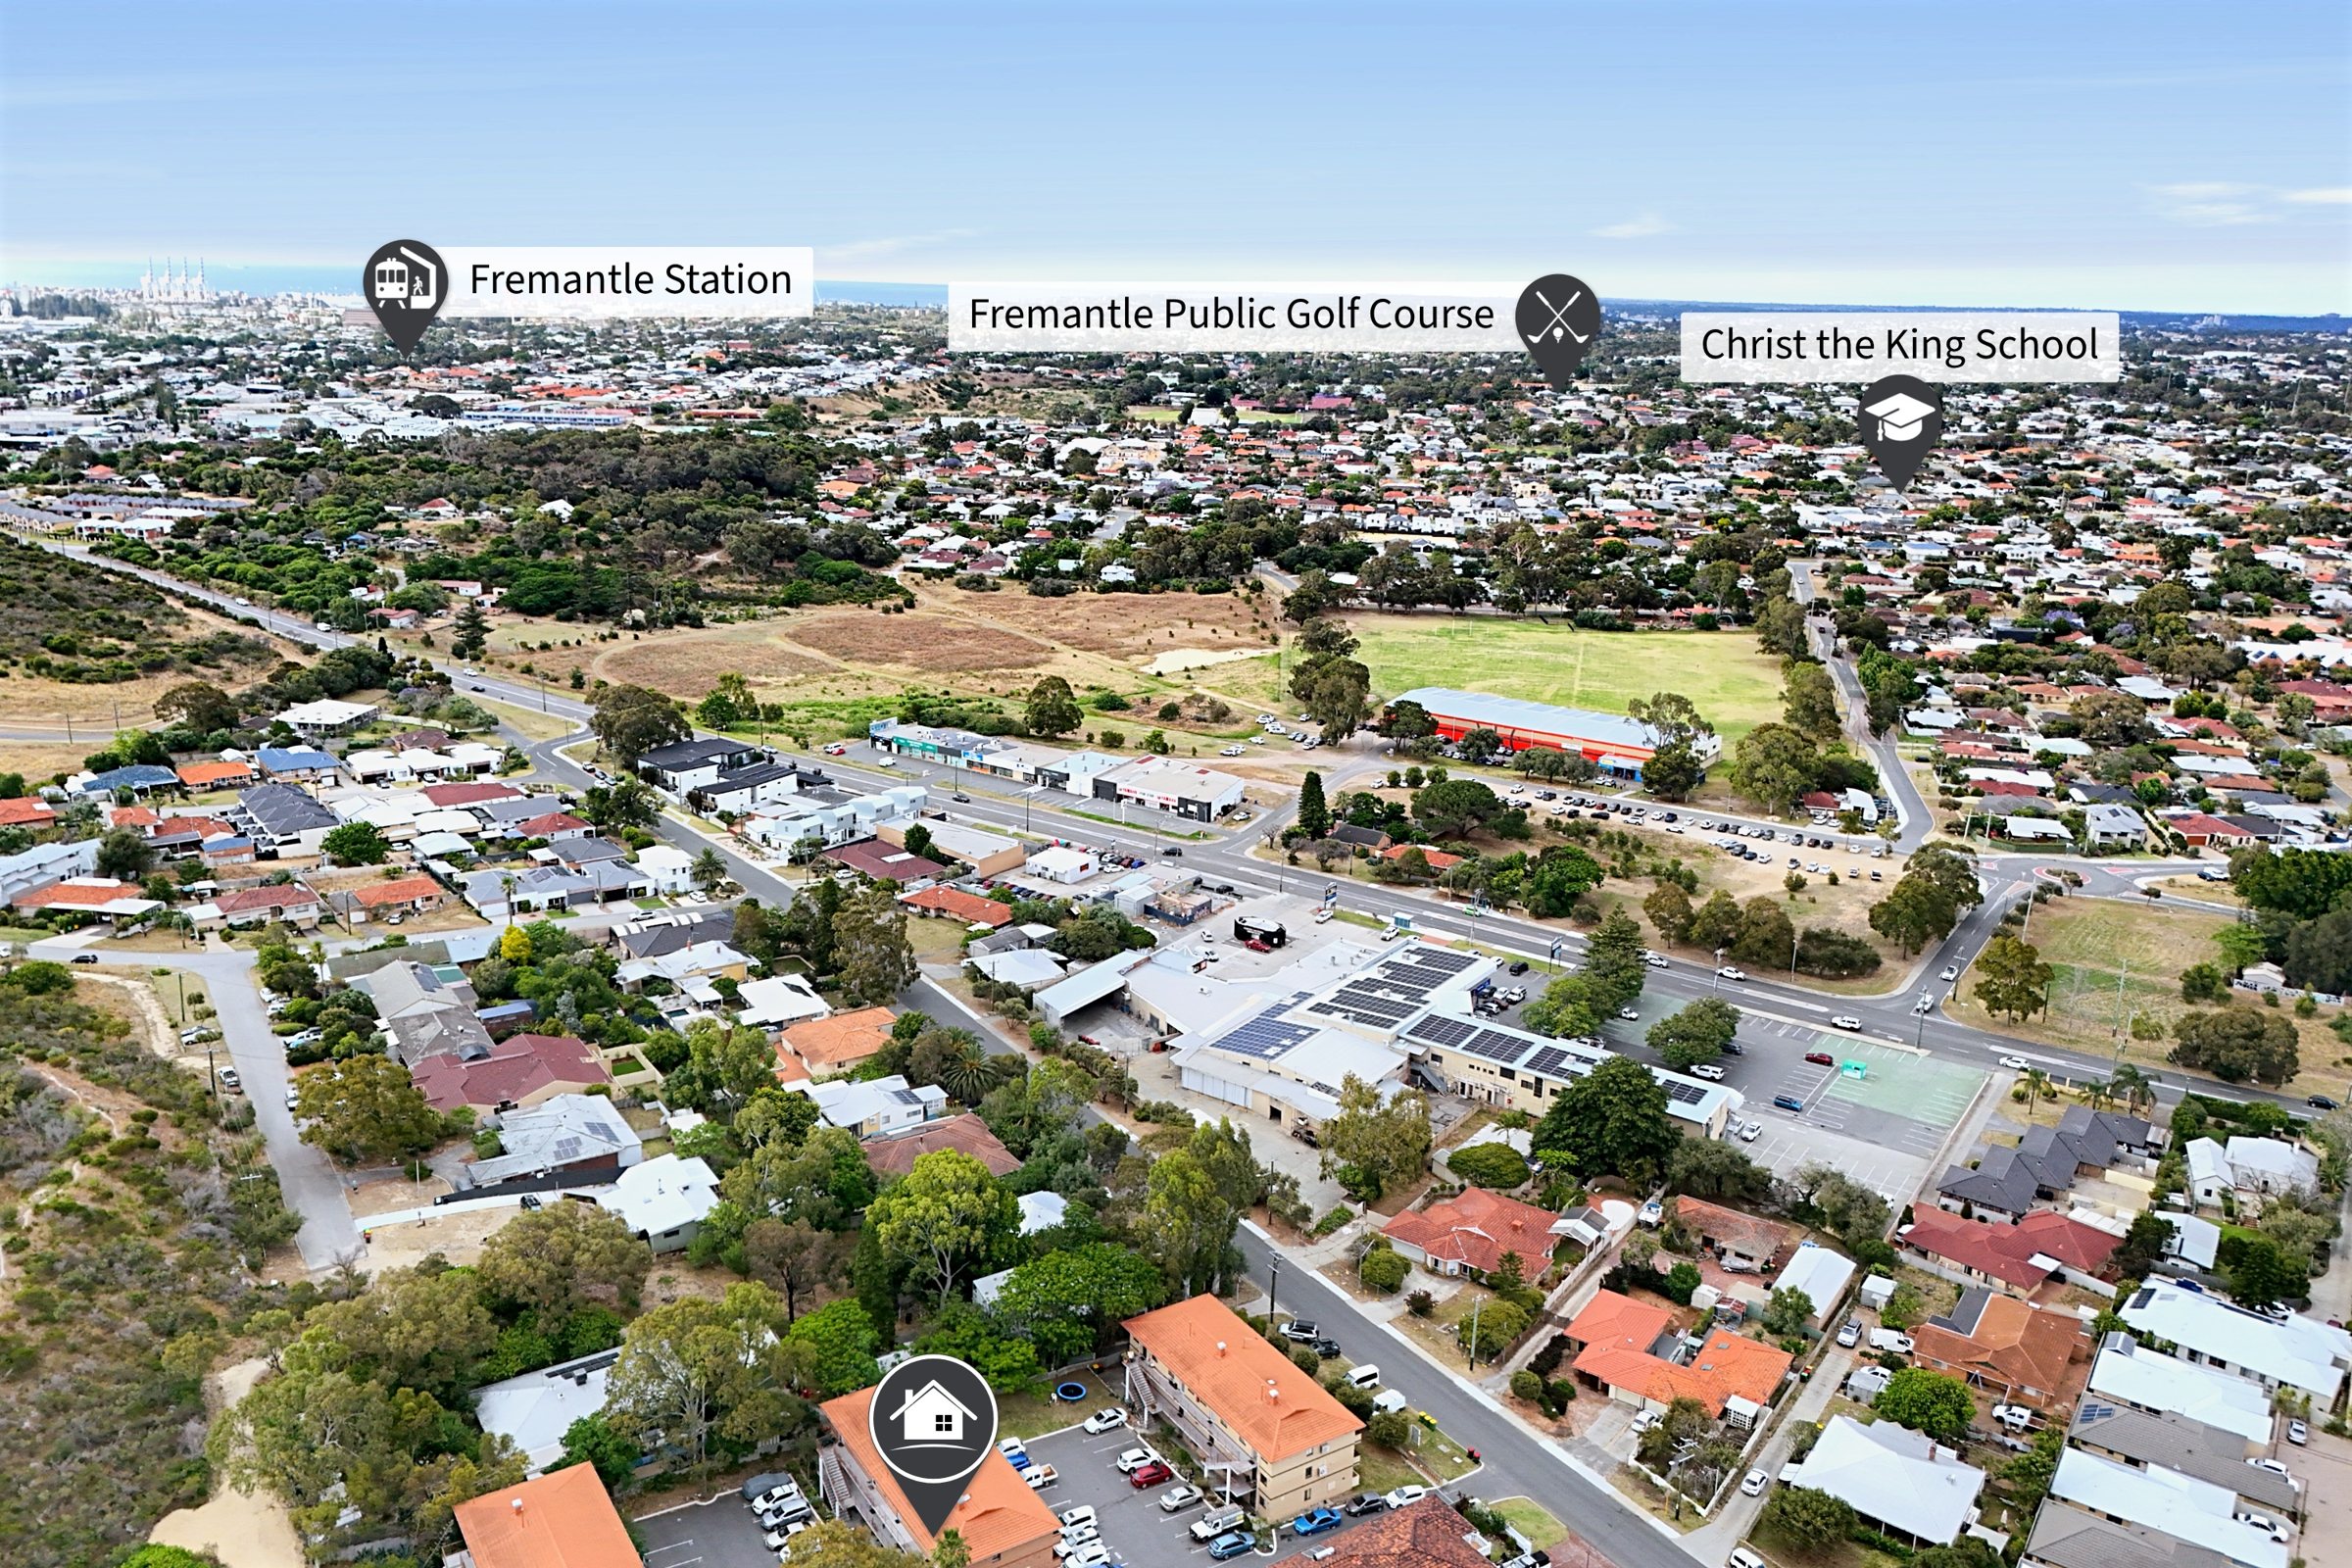 Fremantle Station
Fremantle Public Golf Course
Christ the King School